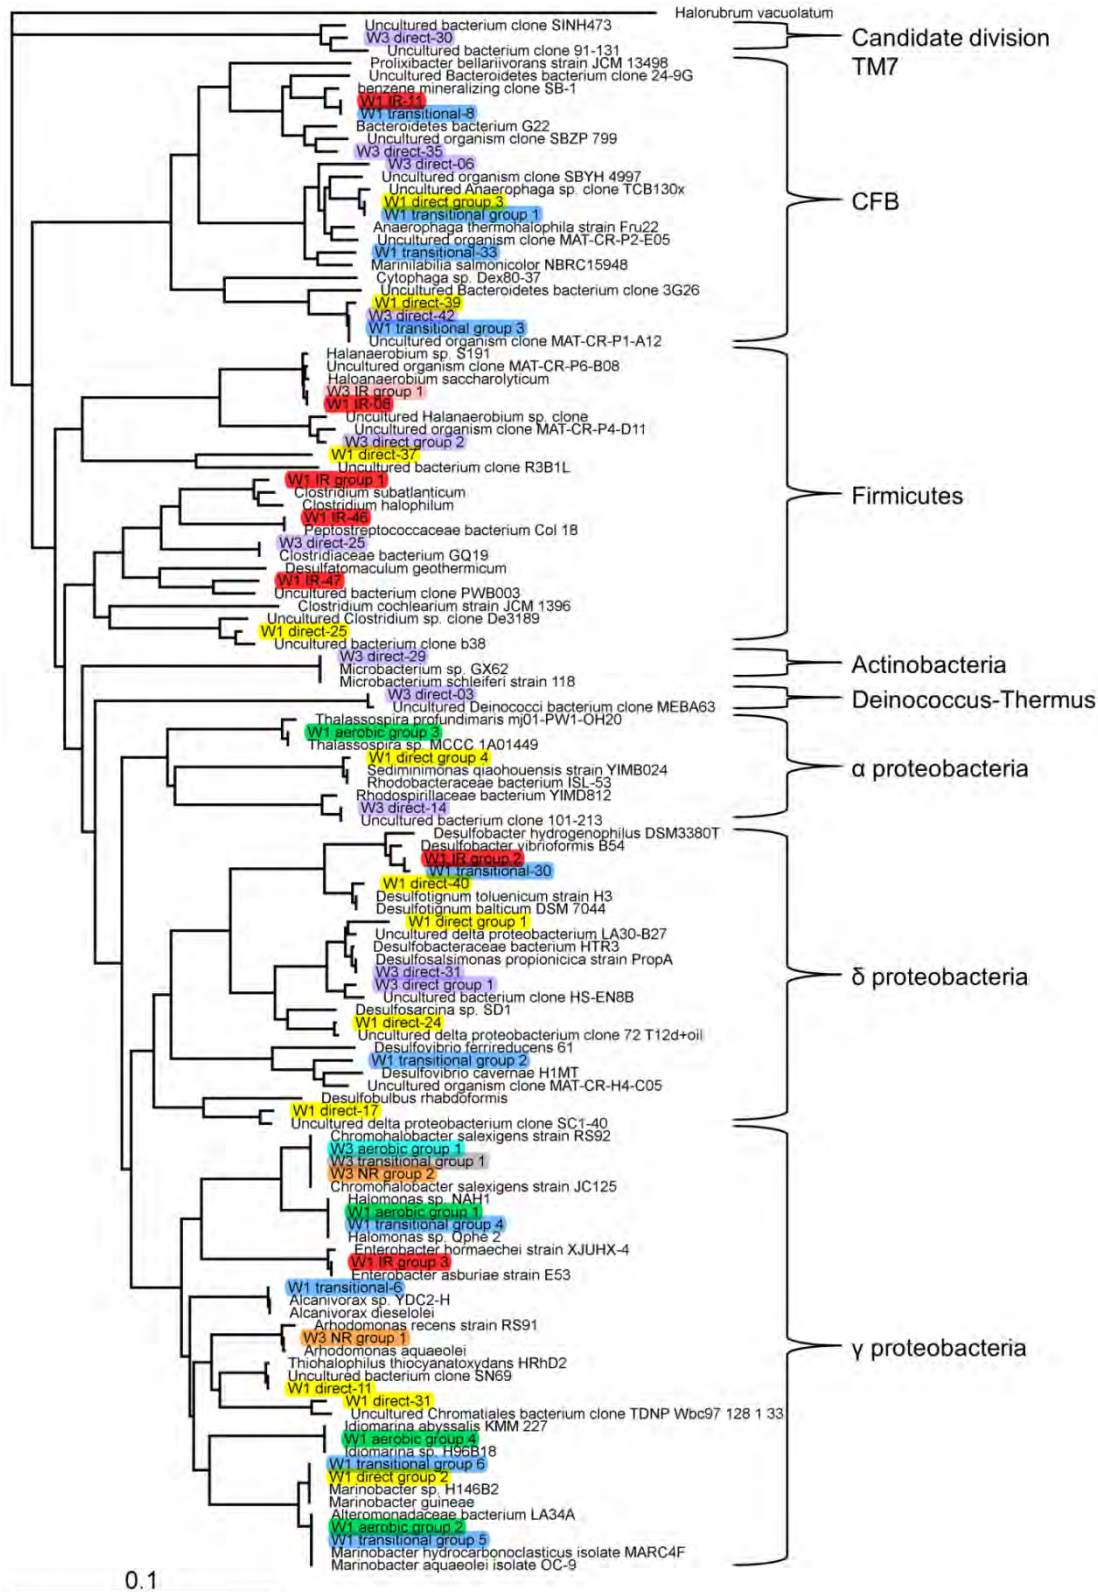 Halorubrum vacuolatum
Uncultured bacterium clone SINH473
W3 direct-30
Uncultured bacterium clone 91-131
Candidate division
TM7
Prolixibacter bellariivorans strain JCM 13498
Uncultured Bacteroidetes bacterium clone 24-9G
benzene mineralizing clone SB-1
W1 IR-11
W1 transitional-8
Bacteroidetes bacterium G22
Uncultured organism clone SBZP 799
W3 direct-35
W3 direct-06
Uncultured organism clone SBYH 4997
Uncultured Anaerophaga sp. clone TCB130x
W1 direct group 3
W1 transitional group 1
Anaerophaga thermohalophila strain Fru22
Uncultured organism clone MAT-CR-P2-E05
W1 transitional-33
Marinilabilia salmonicolor NBRC15948
Cytophaga sp. Dex80-37
Uncultured Bacteroidetes bacterium clone 3G26
W1 direct-39
W3 direct-42
W1 transitional group 3
Uncultured organism clone MAT-CR-P1-A12
CFB
Halanaerobium sp. S191
Uncultured organism clone MAT-CR-P6-B08
Haloanaerobium saccharolyticum
W3 IR group 1
W1 IR-08
Uncultured Halanaerobium sp. clone
Uncultured organism clone MAT-CR-P4-D11
W3 direct group 2
W1 direct-37
Uncultured bacterium clone R3B1L
W1 IR group 1
Clostridium subatlanticum
Clostridium halophilum
W1 IR-46
Peptostreptococcaceae bacterium Col 18
W3 direct-25
Clostridiaceae bacterium GQ19
Desulfatomaculum geothermicum
W1 IR-47
Uncultured bacterium clone PWB003
Clostridium cochlearium strain JCM 1396
Uncultured Clostridium sp. clone De3189
W1 direct-25
Uncultured bacterium clone b38
Firmicutes
W3 direct-29
Microbacterium sp. GX62
Microbacterium schleiferi strain 118
Actinobacteria
W3 direct-03
Uncultured Deinococci bacterium clone MEBA63
Deinococcus-Thermus
Thalassospira profundimaris mj01-PW1-OH20
W1 aerobic group 3
Thalassospira sp. MCCC 1A01449
W1 direct group 4
Sediminimonas qiaohouensis strain YIMB024
Rhodobacteraceae bacterium ISL-53
Rhodospirillaceae bacterium YIMD812
W3 direct-14
Uncultured bacterium clone 101-213
α proteobacteria
Desulfobacter hydrogenophilus DSM3380T
Desulfobacter vibrioformis B54
W1 IR group 2
W1 transitional-30
W1 direct-40
Desulfotignum toluenicum strain H3
Desulfotignum balticum DSM 7044
W1 direct group 1
Uncultured delta proteobacterium LA30-B27
Desulfobacteraceae bacterium HTR3
Desulfosalsimonas propionicica strain PropA
W3 direct-31
W3 direct group 1
Uncultured bacterium clone HS-EN8B
Desulfosarcina sp. SD1
W1 direct-24
Uncultured delta proteobacterium clone 72 T12d+oil
Desulfovibrio ferrireducens 61
W1 transitional group 2
Desulfovibrio cavernae H1MT
Uncultured organism clone MAT-CR-H4-C05
Desulfobulbus rhabdoformis
W1 direct-17
Uncultured delta proteobacterium clone SC1-40
δ proteobacteria
Chromohalobacter salexigens strain RS92
W3 aerobic group 1
W3 transitional group 1
W3 NR group 2
Chromohalobacter salexigens strain JC125
Halomonas sp. NAH1
W1 aerobic group 1
W1 transitional group 4
Halomonas sp. Qphe 2
Enterobacter hormaechei strain XJUHX-4
W1 IR group 3
Enterobacter asburiae strain E53
W1 transitional-6
Alcanivorax sp. YDC2-H
Alcanivorax dieselolei
Arhodomonas recens strain RS91
W3 NR group 1
Arhodomonas aquaeolei
Thiohalophilus thiocyanatoxydans HRhD2
Uncultured bacterium clone SN69
W1 direct-11
W1 direct-31
Uncultured Chromatiales bacterium clone TDNP Wbc97 128 1 33
Idiomarina abyssalis KMM 227
W1 aerobic group 4
Idiomarina sp. H96B18
W1 transitional group 6
W1 direct group 2
Marinobacter sp. H146B2
Marinobacter guineae
Alteromonadaceae bacterium LA34A
W1 aerobic group 2
W1 transitional group 5
Marinobacter hydrocarbonoclasticus isolate MARC4F
Marinobacter aquaeolei isolate OC-9
γ proteobacteria
0.1